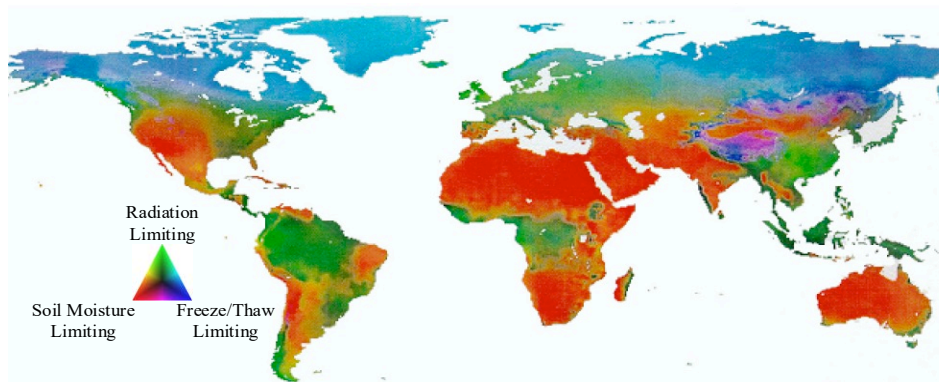 Radiation
Limiting
Soil Moisture
Limiting
Freeze/Thaw
Limiting